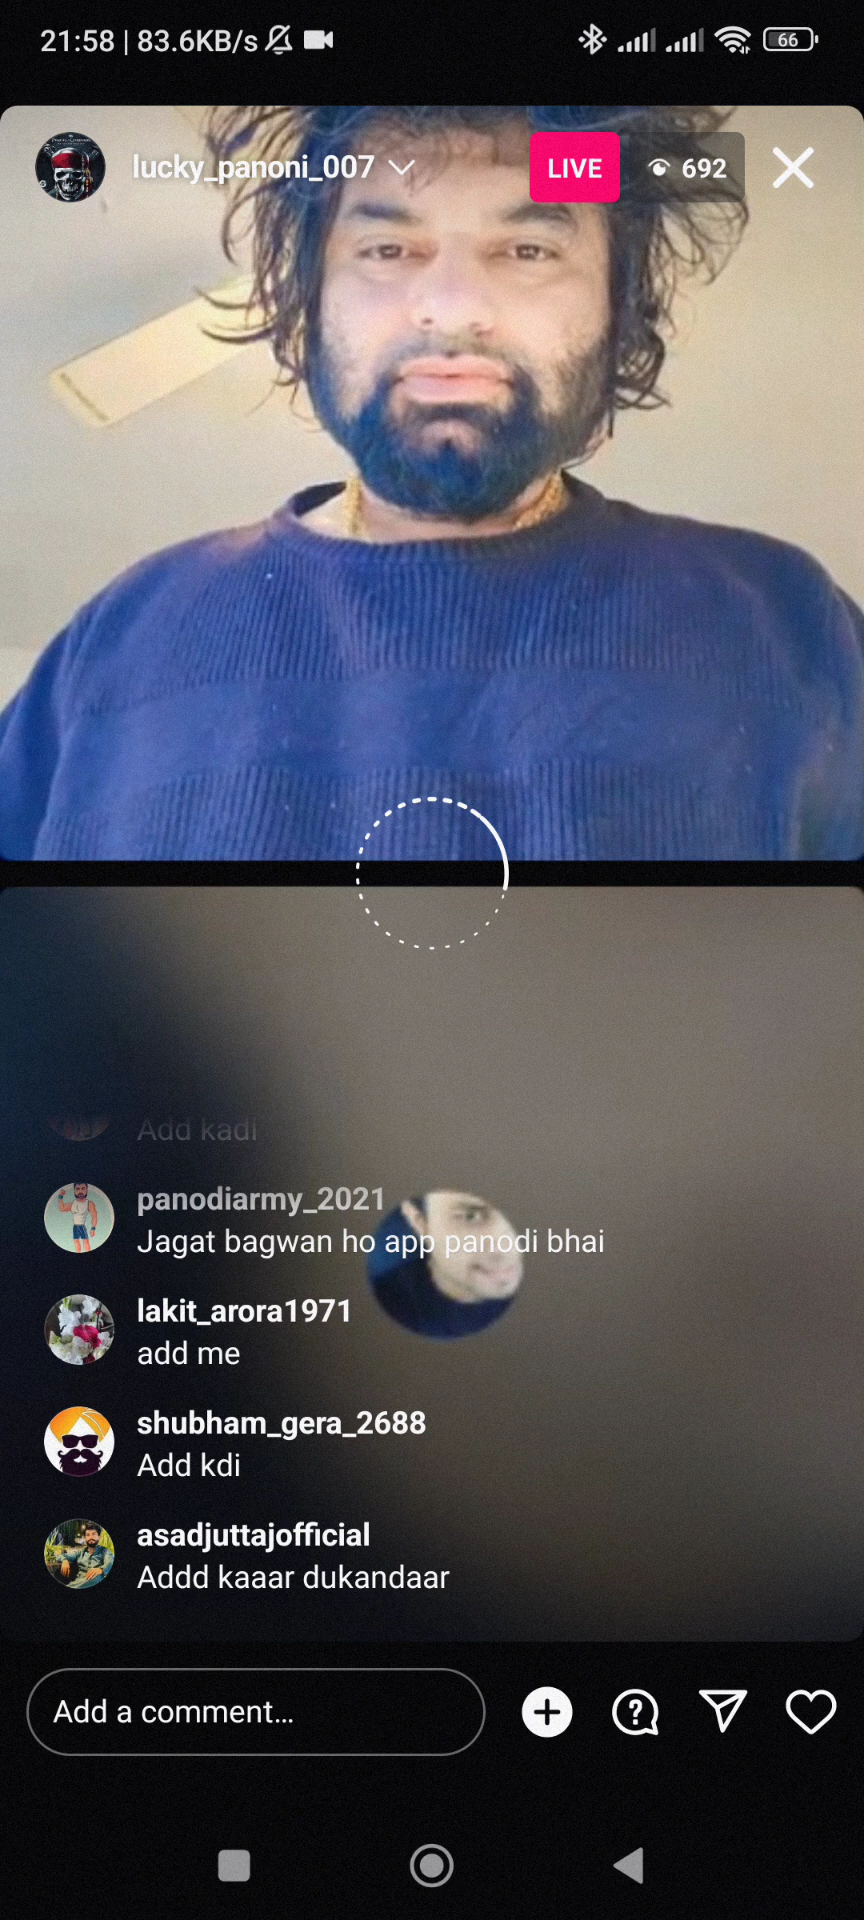 21:58 | 83.6KB/s
66
lucky_panoni_007
LIVE
692
Add kadi
panodiarmy_2021
Jagat bagwan ho app panodi bhai
lakit_arora1971
add me
shubham_gera_2688
Add kdi
asadjuttajofficial
Addd kaaar dukandaar
Add a comment...